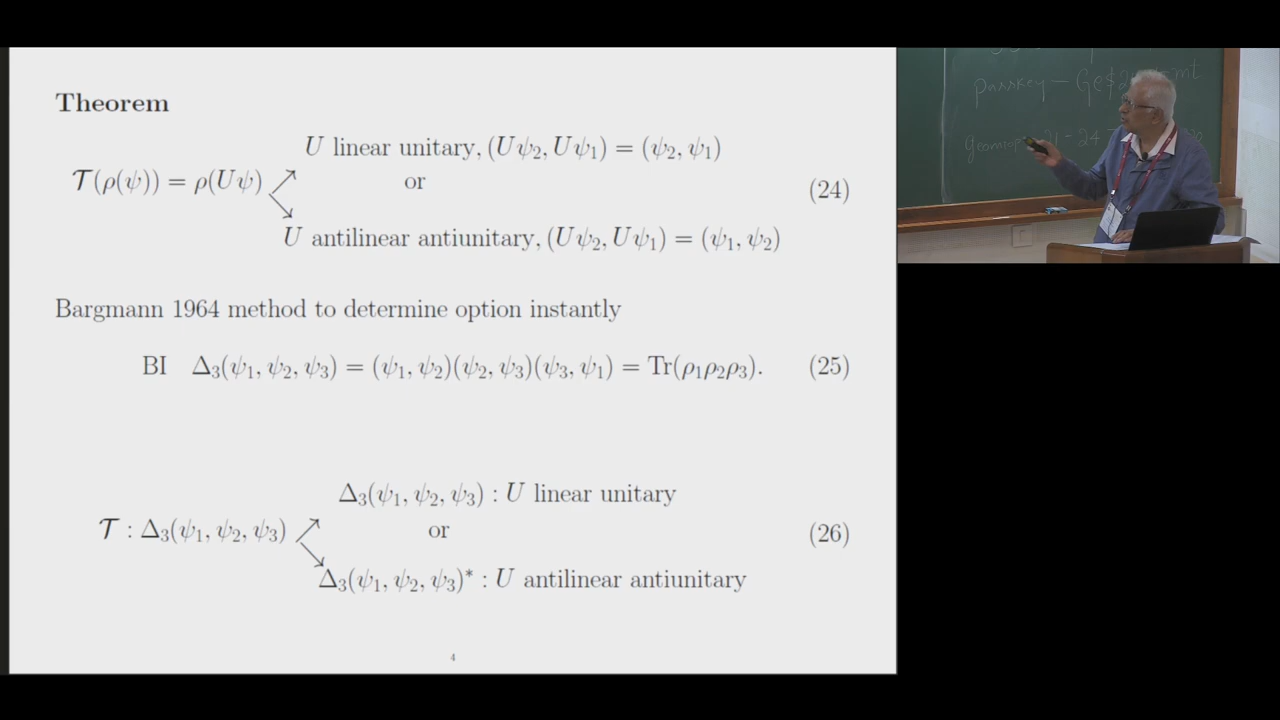 Theorem
U linear unitary, (Uψ₂, Uψ₁) = (ψ₂, ψ₁)
𝒯(ρ(ψ)) = ρ(Uψ) ↗↘ or (24)
U antilinear antiunitary, (Uψ₂, Uψ₁) = (ψ₁, ψ₂)
Bargmann 1964 method to determine option instantly
BI Δ₃(ψ₁, ψ₂, ψ₃) = (ψ₁, ψ₂)(ψ₂, ψ₃)(ψ₃, ψ₁) = Tr(ρ₁ρ₂ρ₃). (25)
Δ₃(ψ₁, ψ₂, ψ₃) : U linear unitary
𝒯 : Δ₃(ψ₁, ψ₂, ψ₃) ↗↘ or (26)
Δ₃(ψ₁, ψ₂, ψ₃)* : U antilinear antiunitary
4
passkey —